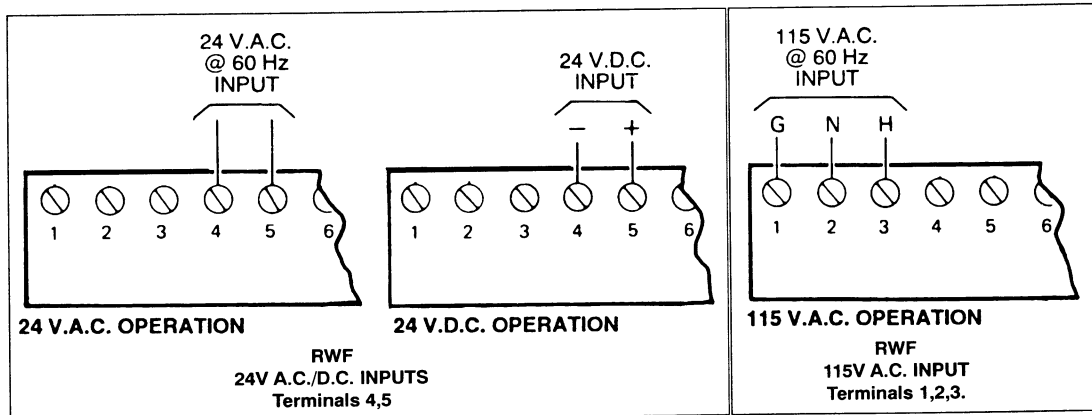 24 V.A.C.
@ 60 Hz
INPUT
1 2 3 4 5 6
24 V.A.C. OPERATION
24 V.D.C.
INPUT
− +
1 2 3 4 5 6
24 V.D.C. OPERATION
RWF
24V A.C./D.C. INPUTS
Terminals 4,5
115 V.A.C.
@ 60 Hz
INPUT
G N H
1 2 3 4 5 6
115 V.A.C. OPERATION
RWF
115V A.C. INPUT
Terminals 1,2,3.